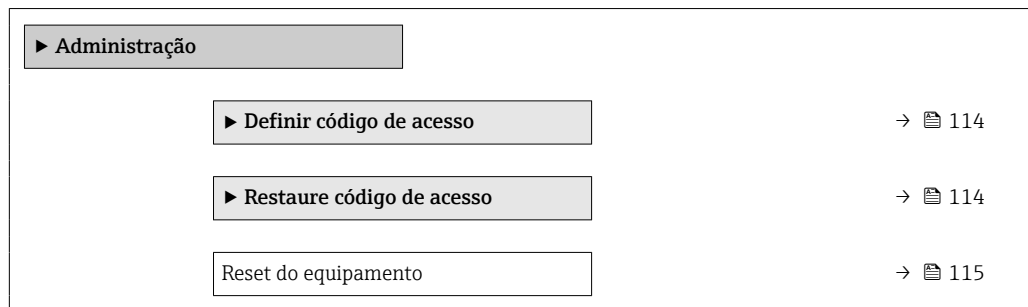 ▶ Administração
▶ Definir código de acesso → 114
▶ Restaure código de acesso → 114
Reset do equipamento → 115